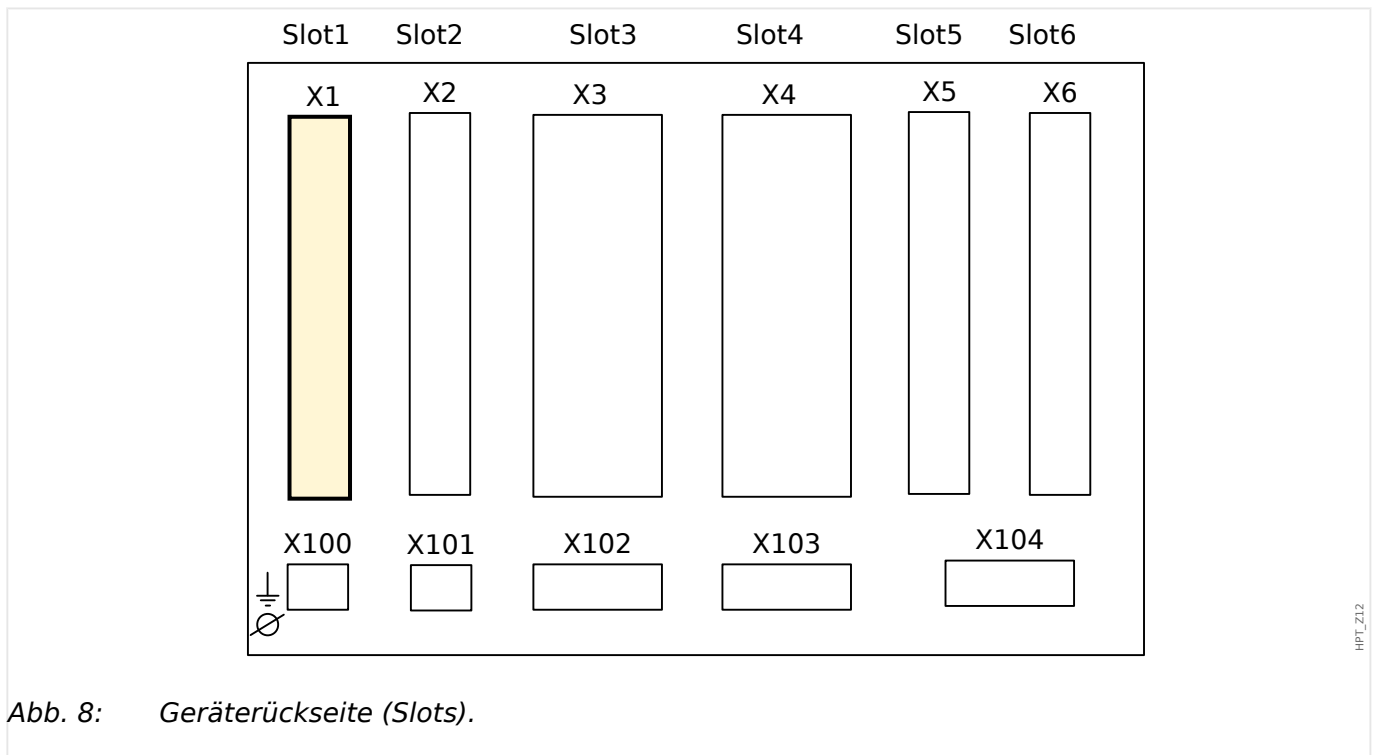 Slot1 Slot2 Slot3 Slot4 Slot5 Slot6
X1 X2 X3 X4 X5 X6
X100 X101 X102 X103 X104
HPT_Z12
Abb. 8: Geräterückseite (Slots).